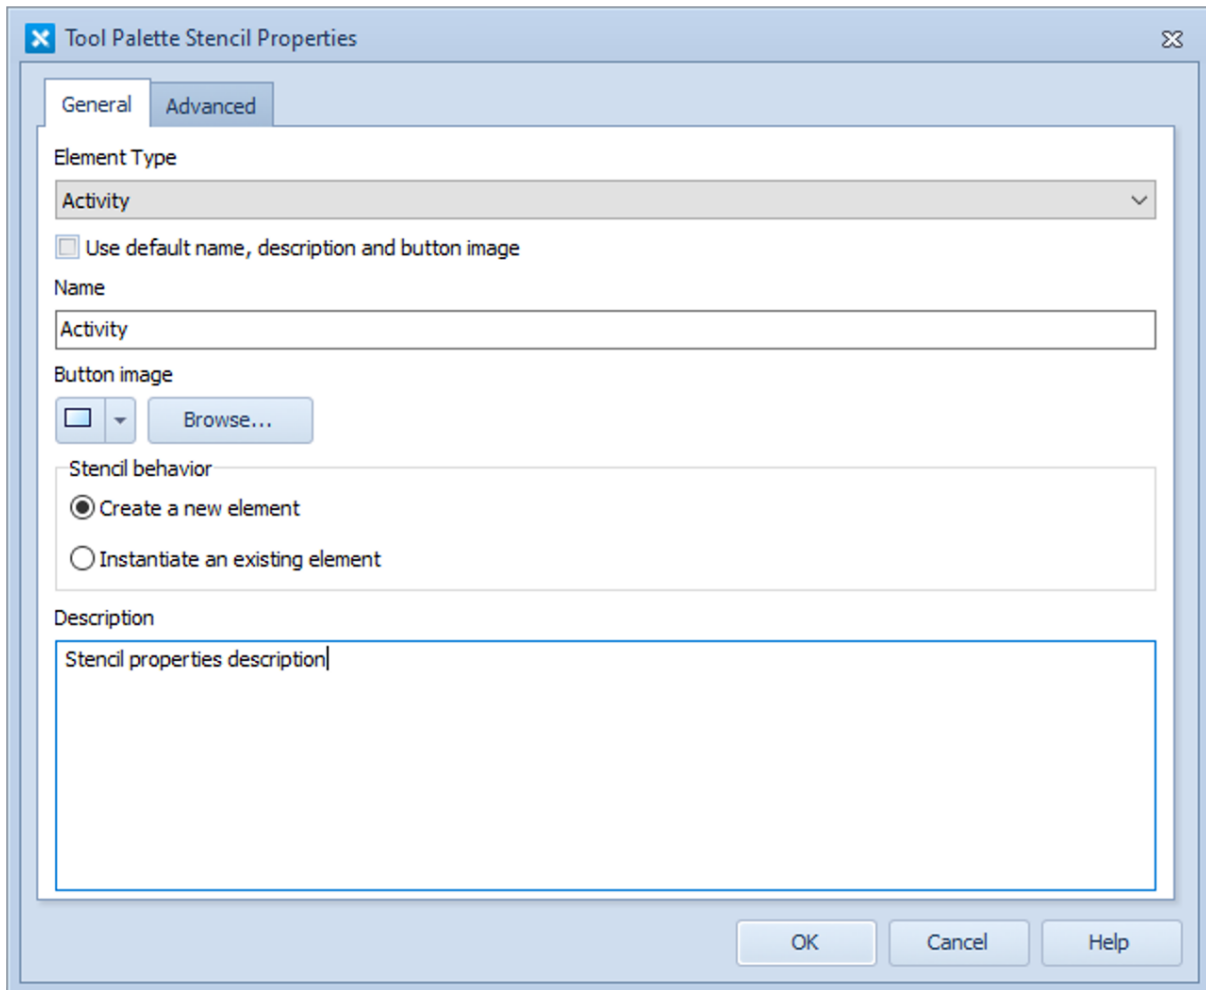 Tool Palette Stencil Properties
General Advanced
Element Type
Activity
Use default name, description and button image
Name
Activity
Button image
Browse...
Stencil behavior
Create a new element
Instantiate an existing element
Description
Stencil properties description
OK Cancel Help